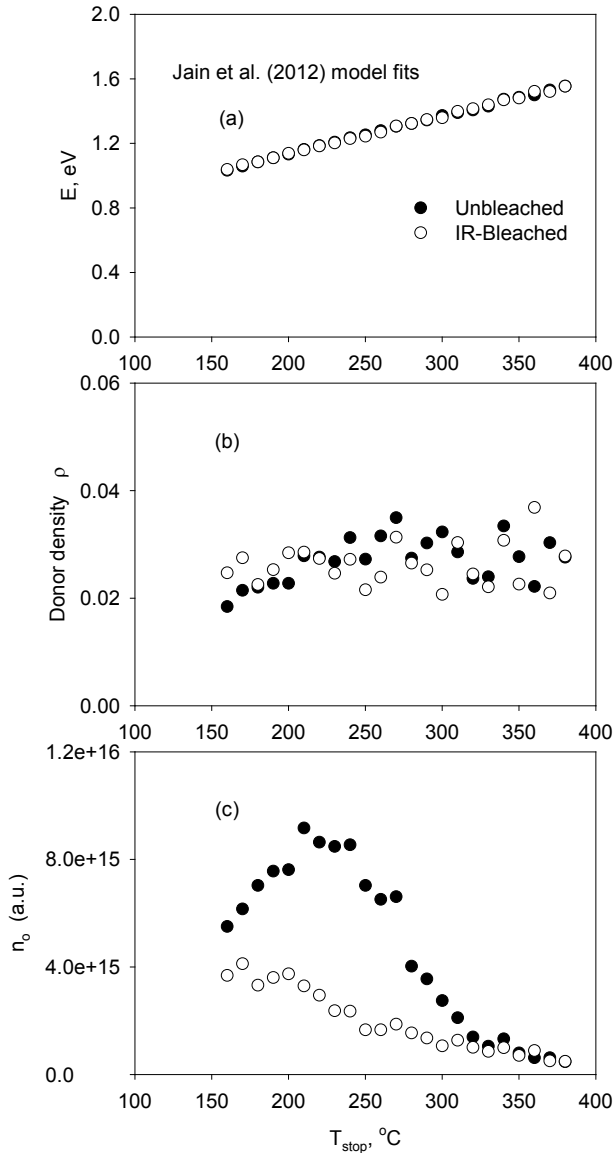 2.0
Jain et al. (2012) model fits
1.6
(a)
1.2
E, eV
0.8
Unbleached
IR-Bleached
0.4
0.0
100 150 200 250 300 350 400
0.06
(b)
0.04
Donor density ρ
0.02
0.00
100 150 200 250 300 350 400
1.2e+16
(c)
8.0e+15
n_o (a.u.)
4.0e+15
0.0
100 150 200 250 300 350 400
T_stop, °C